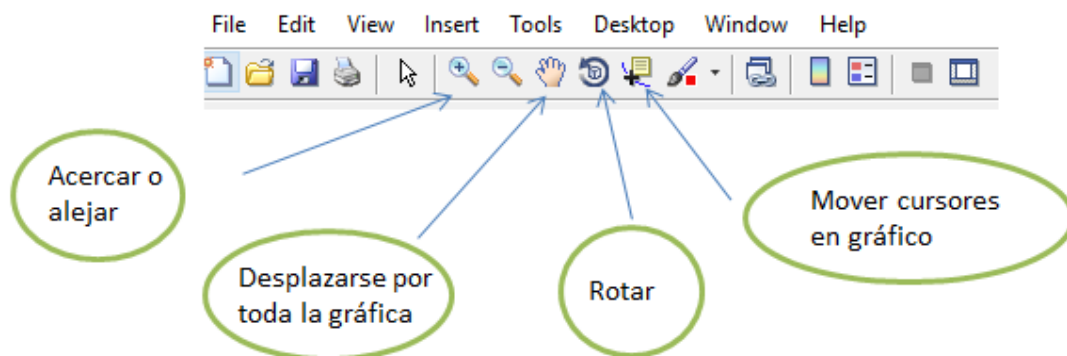 File Edit View Insert Tools Desktop Window Help
Acercar o
alejar
Desplazarse por
toda la gráfica
Rotar
Mover cursores
en gráfico